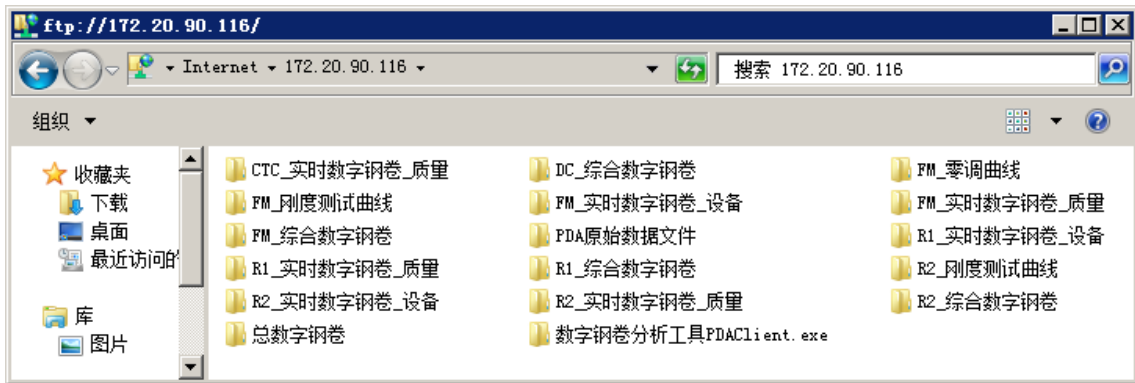 ftp://172.20.90.116/
Internet 172.20.90.116
搜索 172.20.90.116
组织
收藏夹
下载
桌面
最近访问的
库
图片
CTC_实时数字钢卷_质量
DC_综合数字钢卷
FM_零调曲线
FM_刚度测试曲线
FM_实时数字钢卷_设备
FM_实时数字钢卷_质量
FM_综合数字钢卷
PDA原始数据文件
R1_实时数字钢卷_设备
R1_实时数字钢卷_质量
R1_综合数字钢卷
R2_刚度测试曲线
R2_实时数字钢卷_设备
R2_实时数字钢卷_质量
R2_综合数字钢卷
总数字钢卷
数字钢卷分析工具PDAClient.exe